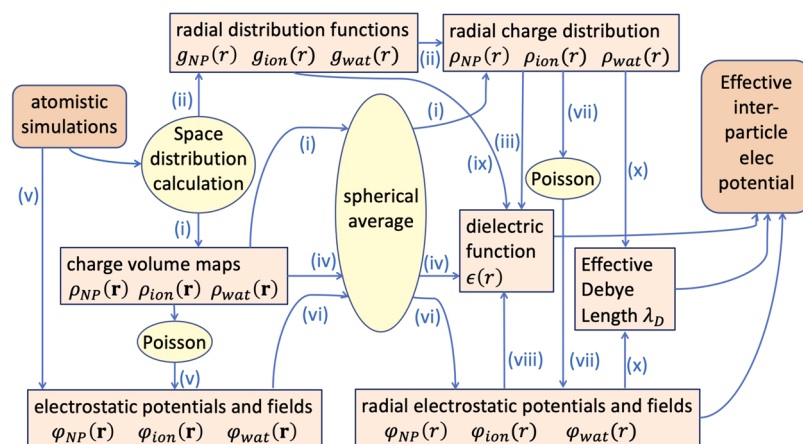 radial distribution functions
g_NP(r) g_ion(r) g_wat(r)
(ii)
radial charge distribution
ρ_NP(r) ρ_ion(r) ρ_wat(r)
Effective
inter-
particle
elec
potential
atomistic
simulations
(ii)
Space
distribution
calculation
(i)
(i)
(iii)
(vii)
(ix)
Poisson
(x)
(v)
spherical
average
(i)
dielectric
function
ϵ(r)
charge volume maps
ρ_NP(𝐫) ρ_ion(𝐫) ρ_wat(𝐫)
(iv)
(iv)
Effective
Debye
Length λ_D
(vi)
(vi)
Poisson
(v)
(viii)
(vii)
(x)
electrostatic potentials and fields
φ_NP(𝐫) φ_ion(𝐫) φ_wat(𝐫)
radial electrostatic potentials and fields
φ_NP(r) φ_ion(r) φ_wat(r)